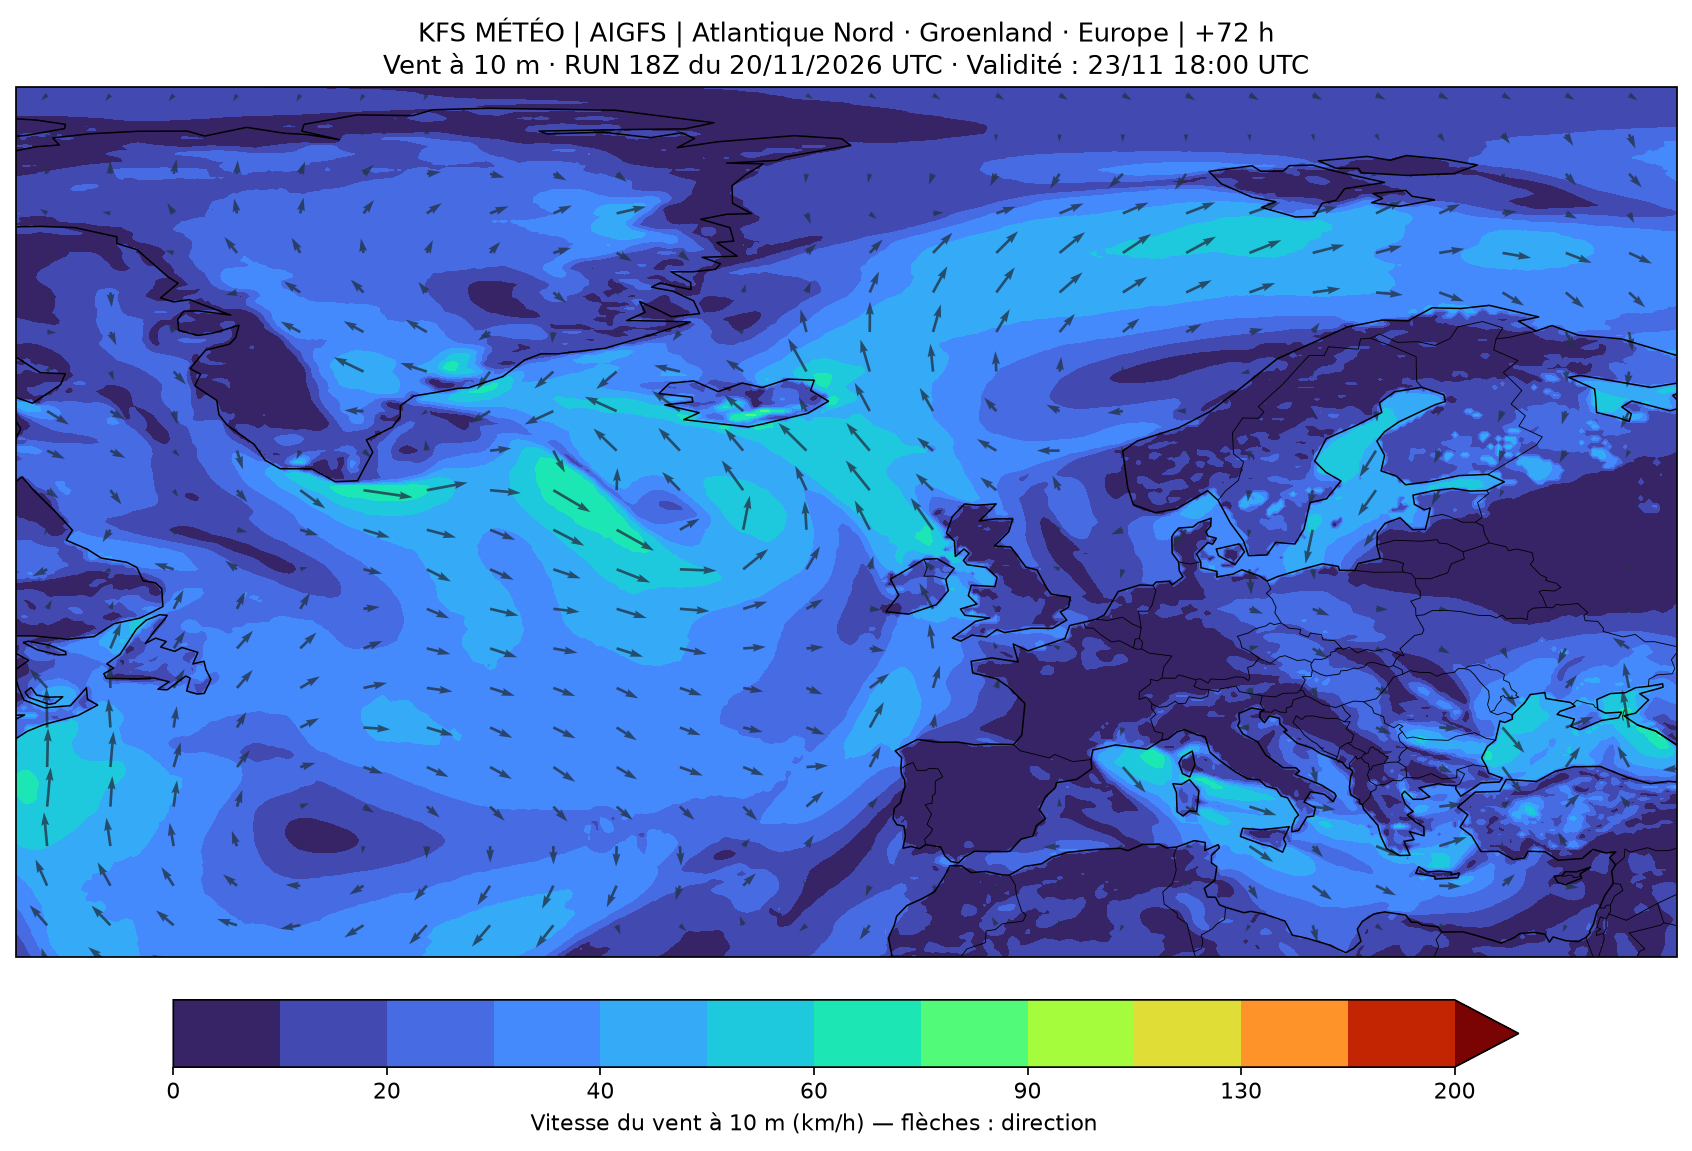 KFS MÉTÉO | AIGFS | Atlantique Nord · Groenland · Europe | +72 h
Vent à 10 m · RUN 18Z du 20/11/2026 UTC · Validité : 23/11 18:00 UTC
0 20 40 60 90 130 200
Vitesse du vent à 10 m (km/h) — flèches : direction